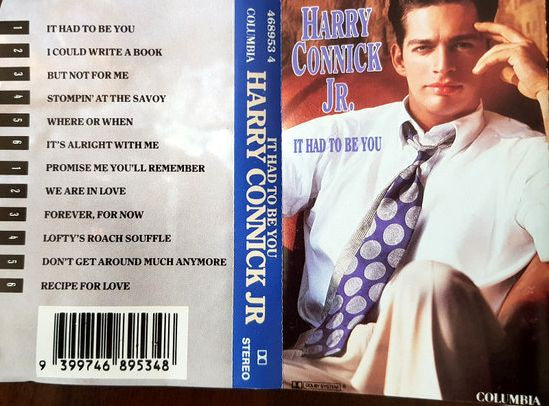 1 IT HAD TO BE YOU
2 I COULD WRITE A BOOK
3 BUT NOT FOR ME
4 STOMPIN' AT THE SAVOY
5 WHERE OR WHEN
6 IT'S ALRIGHT WITH ME
1 PROMISE ME YOU'LL REMEMBER
2 WE ARE IN LOVE
3 FOREVER, FOR NOW
4 LOFTY'S ROACH SOUFFLE
5 DON'T GET AROUND MUCH ANYMORE
6 RECIPE FOR LOVE
9 399746 895348
468953 4
COLUMBIA
IT HAD TO BE YOU
HARRY CONNICK JR
STEREO
HARRY
CONNICK
JR.
IT HAD TO BE YOU
DOLBY SYSTEM
COLUMBIA